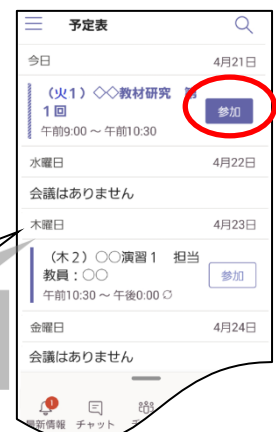 予定表
今日 4月21日
（火1）◇◇教材研究 第
1回
参加
午前9:00 ～ 午前10:30
水曜日 4月22日
会議はありません
木曜日 4月23日
（木2）○○演習1 担当
教員：○○
参加
午前10:30 ～ 午後0:00
金曜日 4月24日
会議はありません
最新情報 チャット